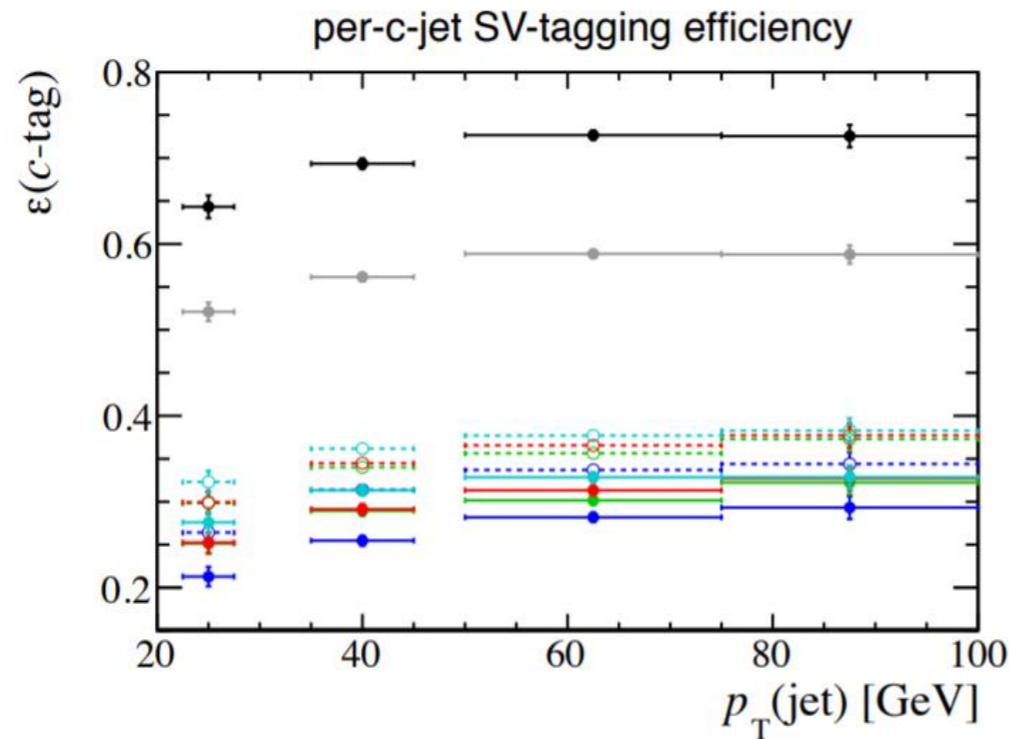 per-c-jet SV-tagging efficiency
ε(c-tag)
0.8
0.6
0.4
0.2
20 40 60 80 100
pT(jet) [GeV]